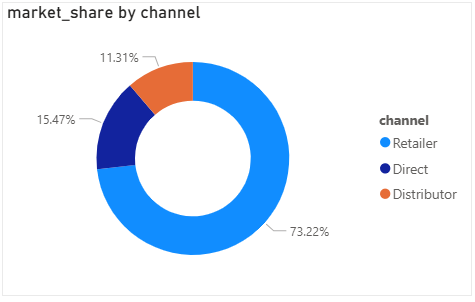 market_share by channel
11.31%
15.47%
73.22%
channel
Retailer
Direct
Distributor